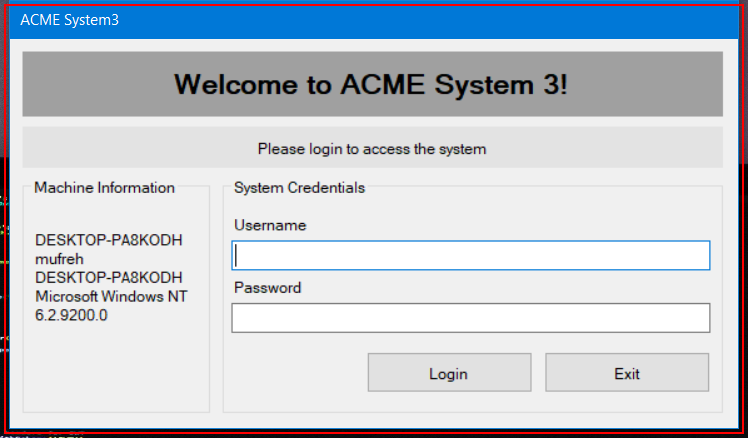 ACME System3
Welcome to ACME System 3!
Please login to access the system
Machine Information
DESKTOP-PA8KODH
mufreh
DESKTOP-PA8KODH
Microsoft Windows NT
6.2.9200.0
System Credentials
Username
Password
Login
Exit